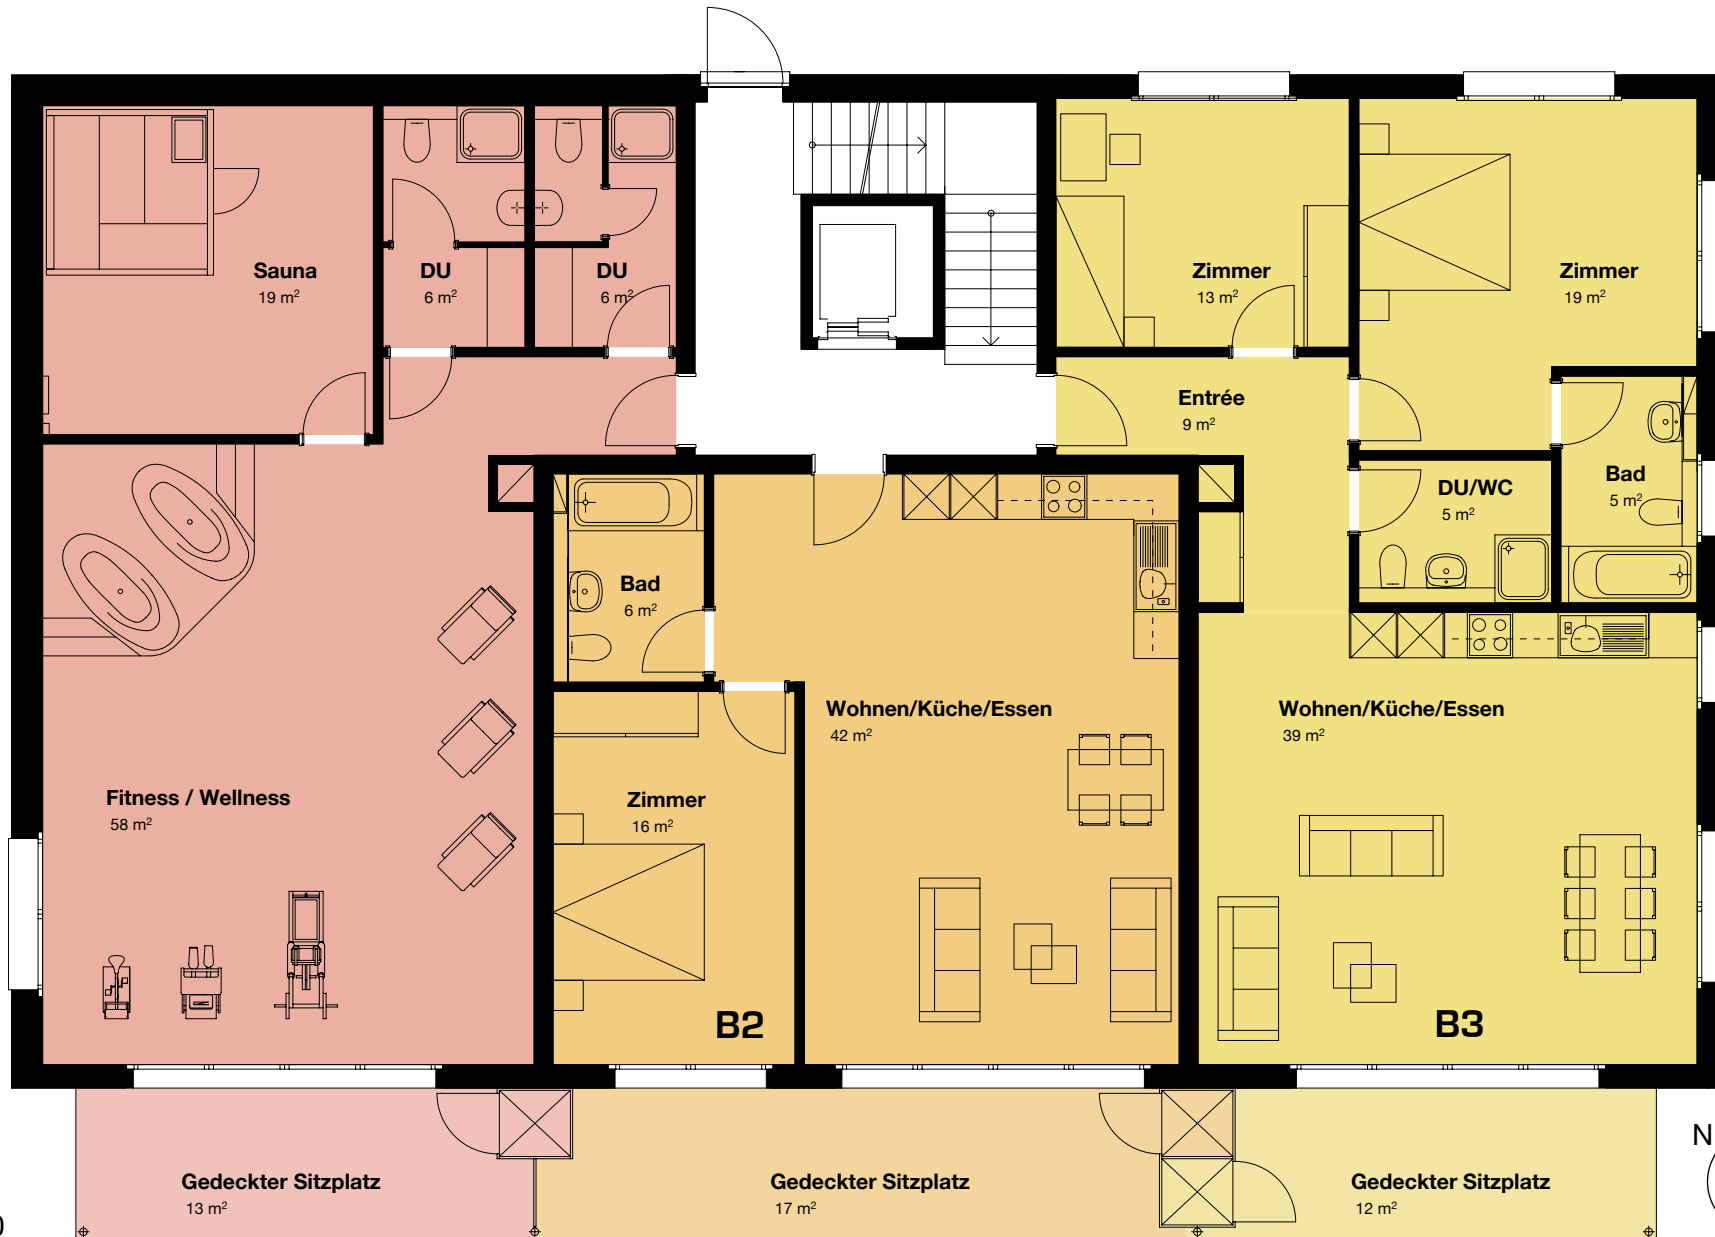 Sauna
19 m²
DU
6 m²
DU
6 m²
Zimmer
13 m²
Zimmer
19 m²
Entrée
9 m²
DU/WC
5 m²
Bad
5 m²
Bad
6 m²
Wohnen/Küche/Essen
42 m²
Wohnen/Küche/Essen
39 m²
Fitness / Wellness
58 m²
Zimmer
16 m²
B2
B3
N
Gedeckter Sitzplatz
13 m²
Gedeckter Sitzplatz
17 m²
Gedeckter Sitzplatz
12 m²